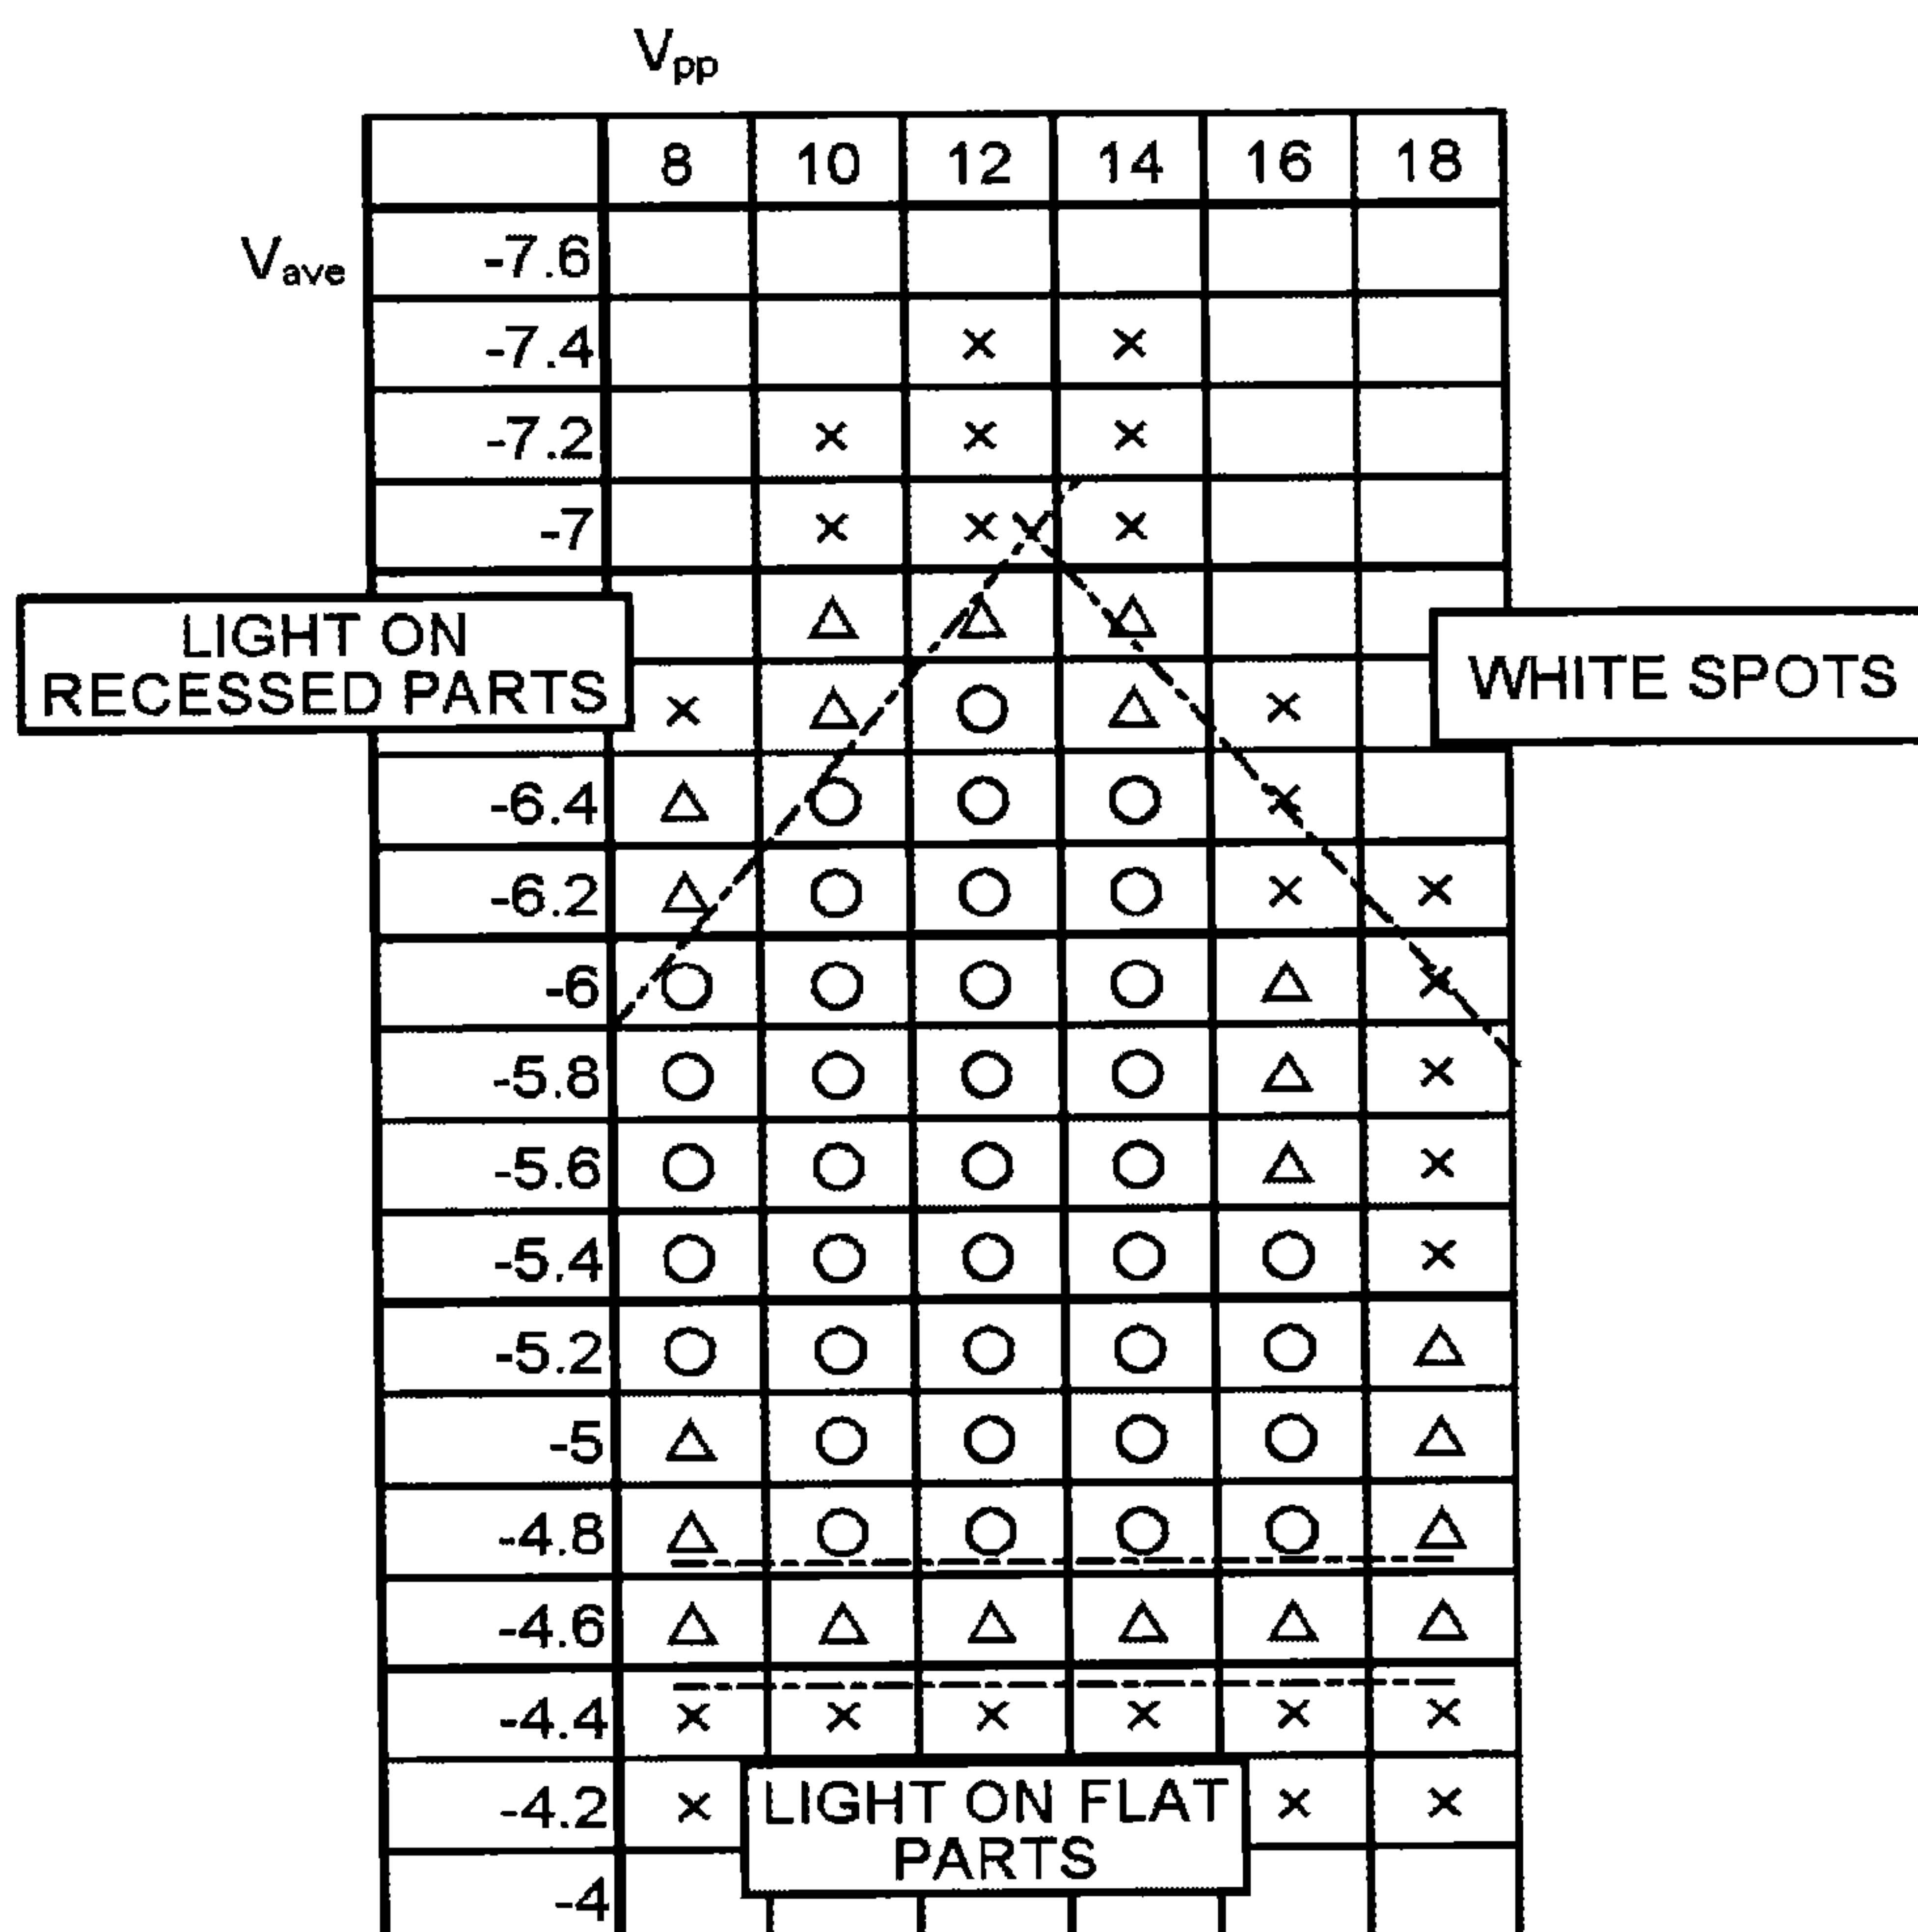 Vpp
8 10 12 14 16 18
Vave -7.6
-7.4 × ×
-7.2 × × ×
-7 × × ×
△ △ △
LIGHT ON
RECESSED PARTS
× △ ○ △ ×
WHITE SPOTS
-6.4 △ ○ ○ ○ ×
-6.2 △ ○ ○ ○ × ×
-6 ○ ○ ○ ○ △ ×
-5.8 ○ ○ ○ ○ △ ×
-5.6 ○ ○ ○ ○ △ ×
-5.4 ○ ○ ○ ○ ○ ×
-5.2 ○ ○ ○ ○ ○ △
-5 △ ○ ○ ○ ○ △
-4.8 △ ○ ○ ○ ○ △
-4.6 △ △ △ △ △ △
-4.4 × × × × × ×
-4.2 × × ×
LIGHT ON FLAT
PARTS
-4